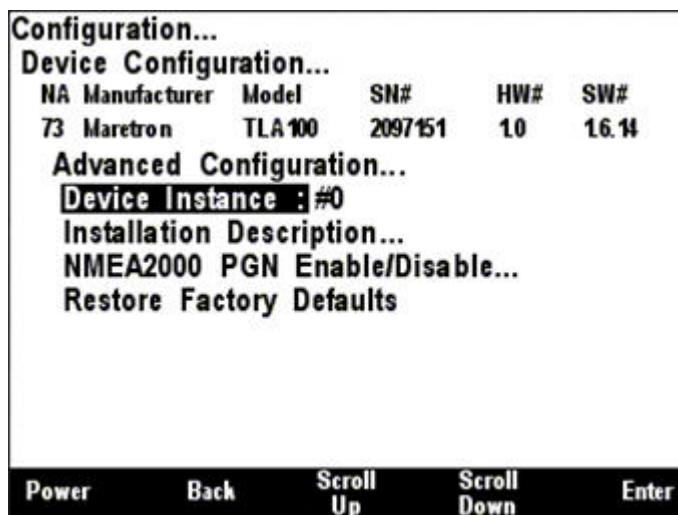 Configuration...
Device Configuration...
NA Manufacturer Model SN# HW# SW#
73 Maretron TLA100 2097151 1.0 1.6.14
Advanced Configuration...
Device Instance : #0
Installation Description...
NMEA2000 PGN Enable/Disable...
Restore Factory Defaults
Power Back Scroll Up Scroll Down Enter